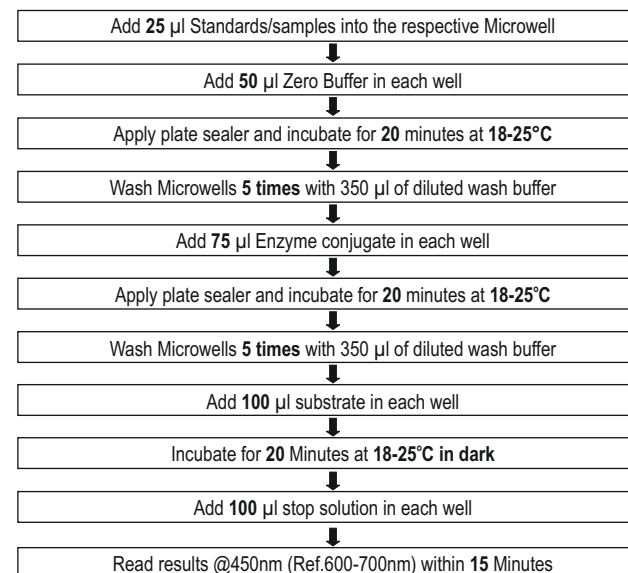 Add 25 µl Standards/samples into the respective Microwell
Add 50 µl Zero Buffer in each well
Apply plate sealer and incubate for 20 minutes at 18-25°C
Wash Microwells 5 times with 350 µl of diluted wash buffer
Add 75 µl Enzyme conjugate in each well
Apply plate sealer and incubate for 20 minutes at 18-25°C
Wash Microwells 5 times with 350 µl of diluted wash buffer
Add 100 µl substrate in each well
Incubate for 20 Minutes at 18-25°C in dark
Add 100 µl stop solution in each well
Read results @450nm (Ref.600-700nm) within 15 Minutes